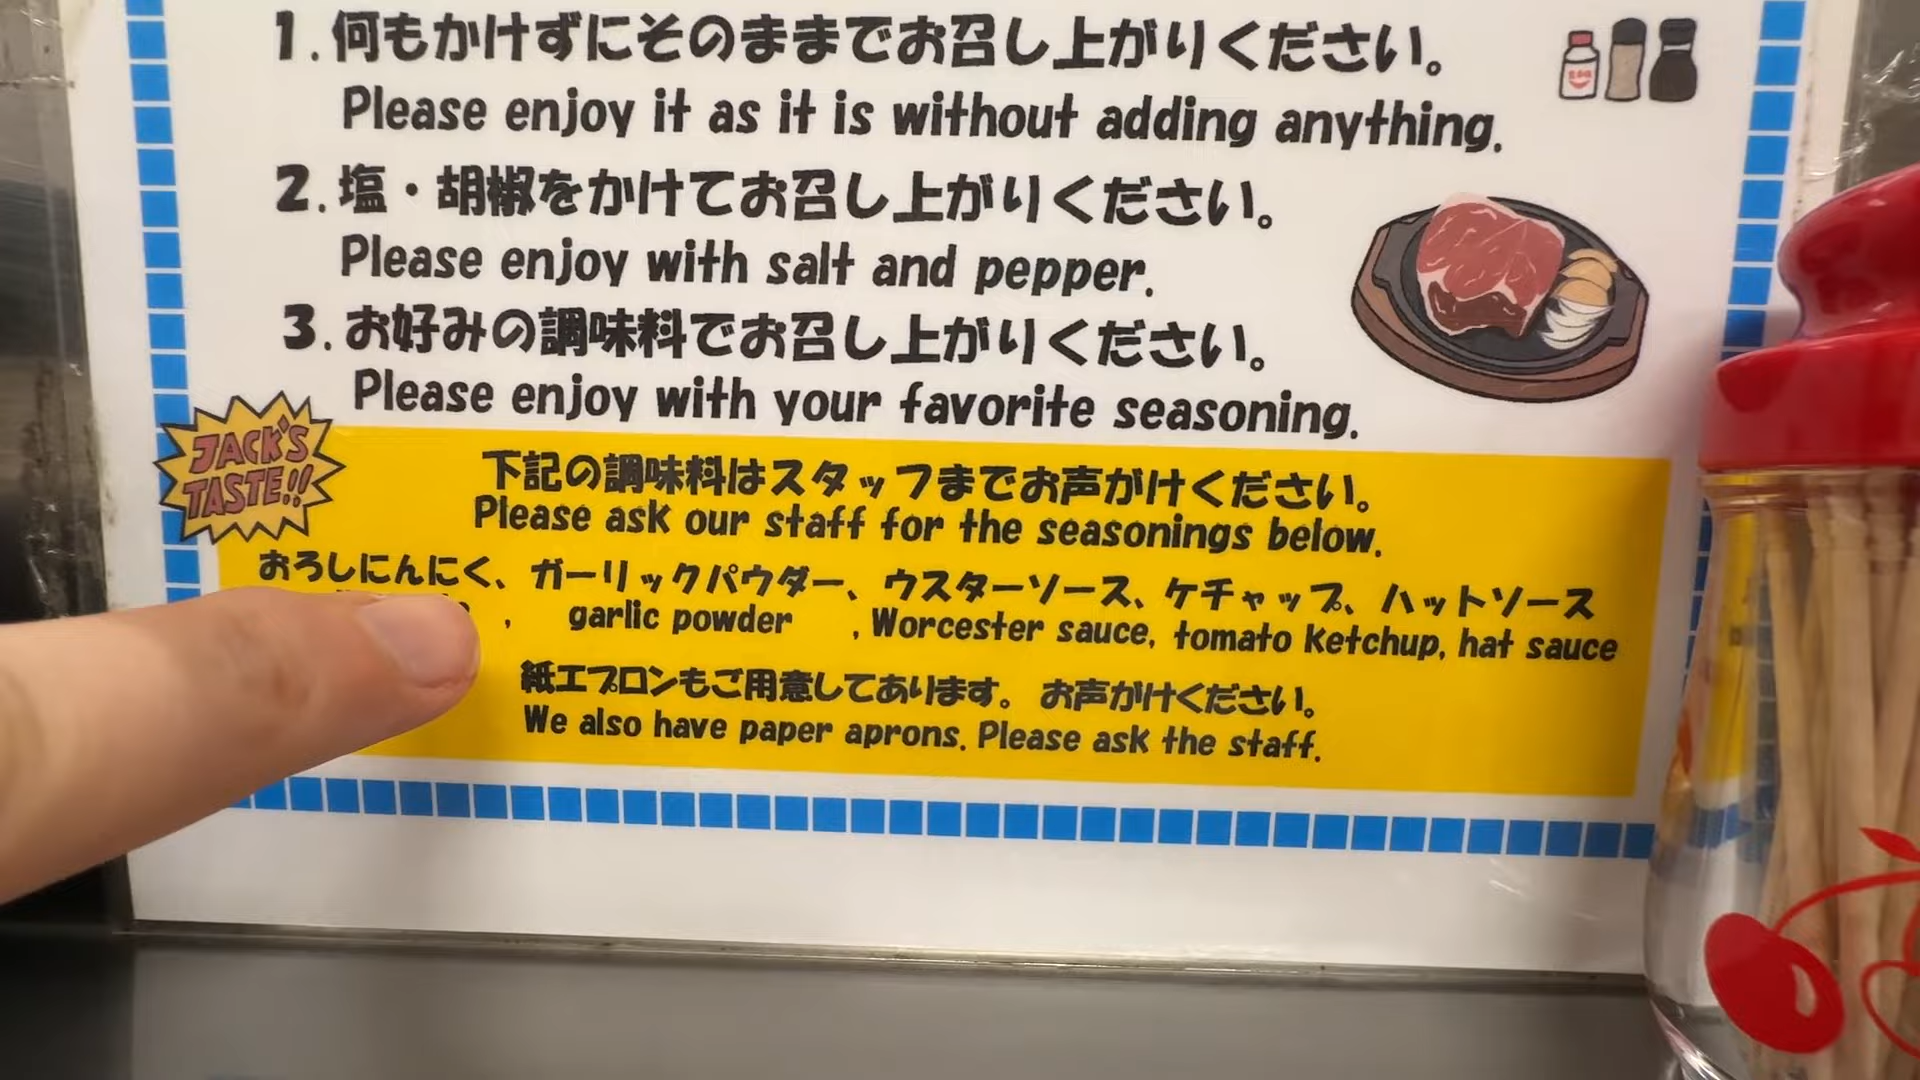 1. 何もかけずにそのままでお召し上がりください。
Please enjoy it as it is without adding anything.
2. 塩・胡椒をかけてお召し上がりください。
Please enjoy with salt and pepper.
3. お好みの調味料でお召し上がりください。
Please enjoy with your favorite seasoning.
JACK'S
TASTE!!
下記の調味料はスタッフまでお声がけください。
Please ask our staff for the seasonings below.
おろしにんにく、ガーリックパウダー、ウスターソース、ケチャップ、ハットソース
, garlic powder , Worcester sauce, tomato Ketchup, hat sauce
紙エプロンもご用意してあります。 お声がけください。
We also have paper aprons. Please ask the staff.